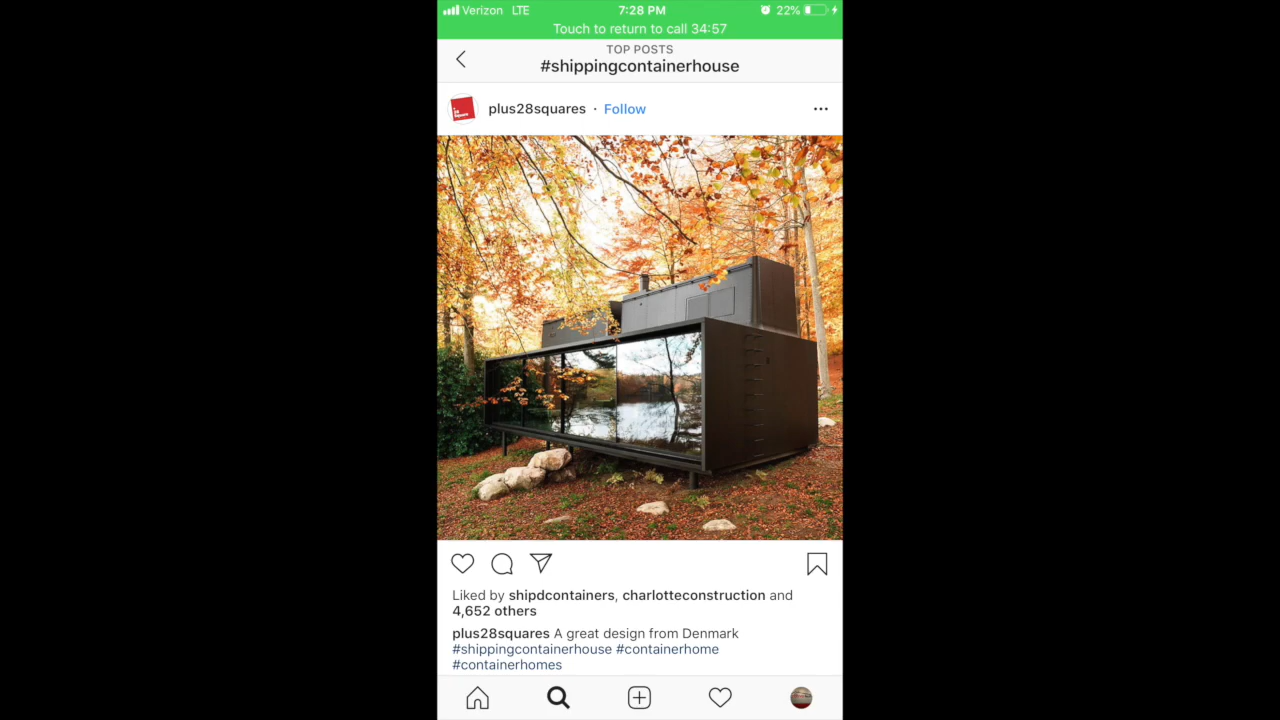 Verizon LTE 7:28 PM 22%
Touch to return to call 34:57
TOP POSTS
#shippingcontainerhouse
plus28squares · Follow
Liked by shipdcontainers, charlotteconstruction and
4,652 others
plus28squares A great design from Denmark
#shippingcontainerhouse #containerhome
#containerhomes